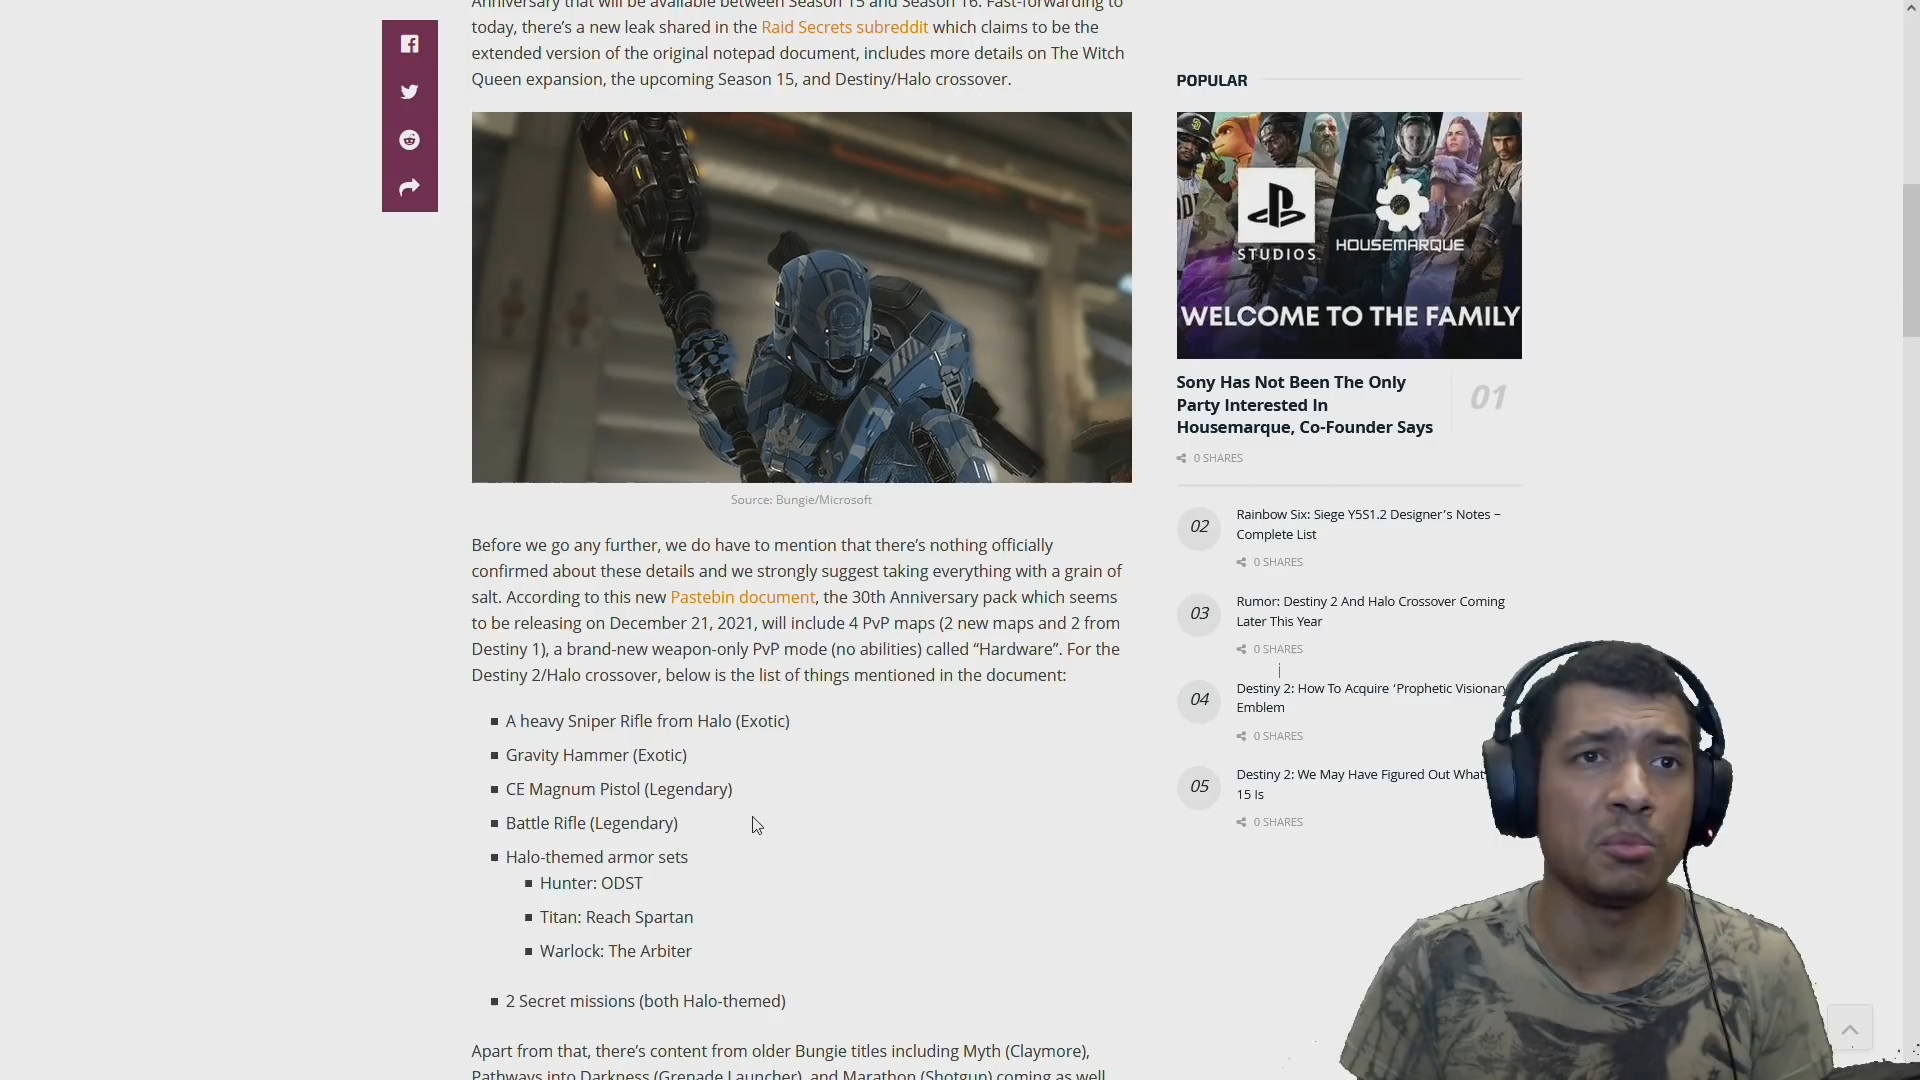 Anniversary that will be available between Season 15 and Season 16. Fast-forwarding to
today, there's a new leak shared in the Raid Secrets subreddit which claims to be the
extended version of the original notepad document, includes more details on The Witch
Queen expansion, the upcoming Season 15, and Destiny/Halo crossover.
Source: Bungie/Microsoft
Before we go any further, we do have to mention that there's nothing officially
confirmed about these details and we strongly suggest taking everything with a grain of
salt. According to this new Pastebin document, the 30th Anniversary pack which seems
to be releasing on December 21, 2021, will include 4 PvP maps (2 new maps and 2 from
Destiny 1), a brand-new weapon-only PvP mode (no abilities) called “Hardware”. For the
Destiny 2/Halo crossover, below is the list of things mentioned in the document:
A heavy Sniper Rifle from Halo (Exotic)
Gravity Hammer (Exotic)
CE Magnum Pistol (Legendary)
Battle Rifle (Legendary)
Halo-themed armor sets
Hunter: ODST
Titan: Reach Spartan
Warlock: The Arbiter
2 Secret missions (both Halo-themed)
Apart from that, there's content from older Bungie titles including Myth (Claymore),
Pathways into Darkness (Grenade Launcher), and Marathon (Shotgun) coming as well.
POPULAR
STUDIOS
HOUSEMARQUE
WELCOME TO THE FAMILY
Sony Has Not Been The Only
Party Interested In
Housemarque, Co-Founder Says
01
0 SHARES
02
Rainbow Six: Siege Y5S1.2 Designer's Notes –
Complete List
0 SHARES
03
Rumor: Destiny 2 And Halo Crossover Coming
Later This Year
0 SHARES
04
Destiny 2: How To Acquire ‘Prophetic Visionary
Emblem
0 SHARES
05
Destiny 2: We May Have Figured Out What
15 Is
0 SHARES